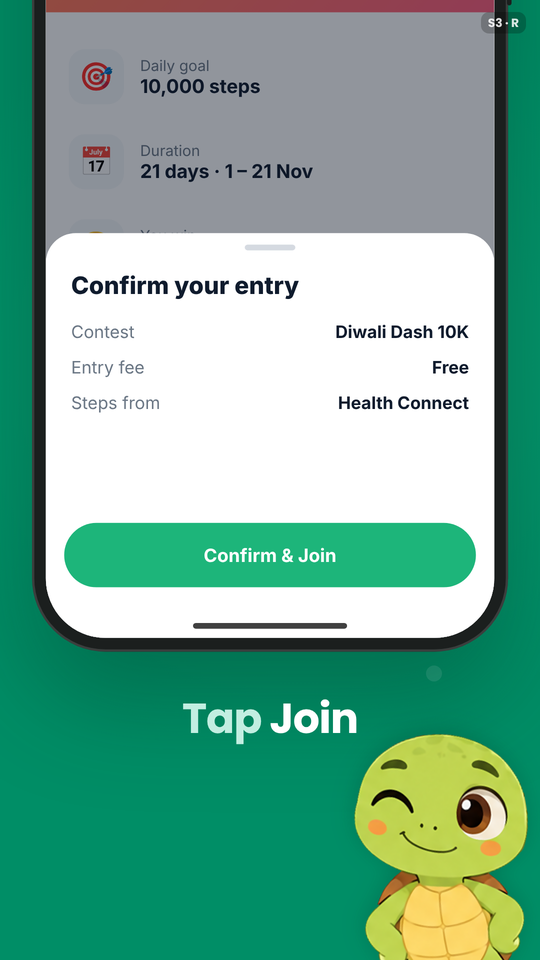 S3 · R
Daily goal
10,000 steps
July
17
Duration
21 days · 1 – 21 Nov
Confirm your entry
Contest
Diwali Dash 10K
Entry fee
Free
Steps from
Health Connect
Confirm & Join
Tap Join